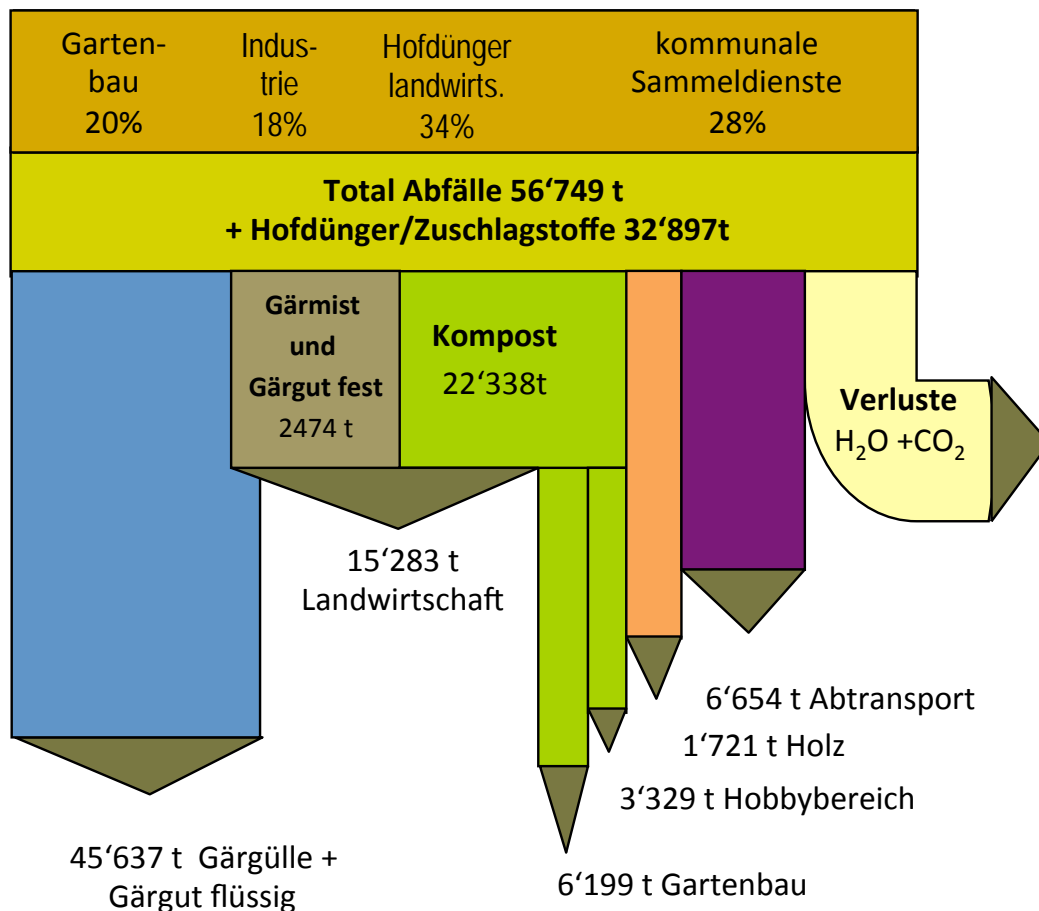 Garten-
bau
20%
Indus-
trie
18%
Hofdünger
landwirts.
34%
kommunale
Sammeldienste
28%
Total Abfälle 56‘749 t
+ Hofdünger/Zuschlagstoffe 32‘897t
Gärmist
und
Gärgut fest
2474 t
Kompost
22‘338t
Verluste
H₂O +CO₂
15‘283 t
Landwirtschaft
6‘654 t Abtransport
1‘721 t Holz
3‘329 t Hobbybereich
45‘637 t Gärgülle +
Gärgut flüssig
6‘199 t Gartenbau